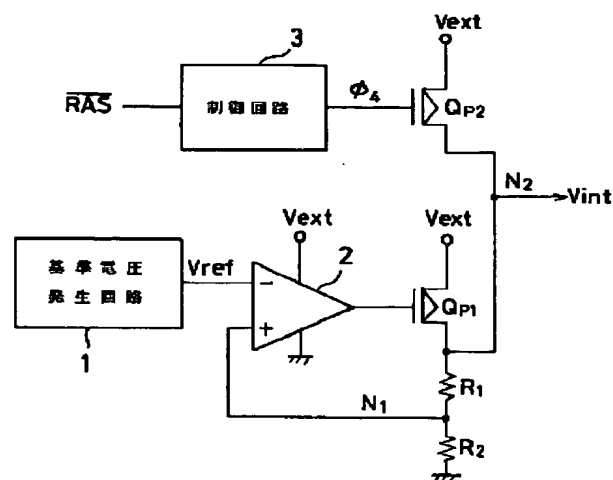 Vext
3
RAS
制御回路
φ4
QP2
N2
Vint
Vext
Vext
基準電圧
発生回路
Vref
2
−
+
QP1
1
N1
R1
R2